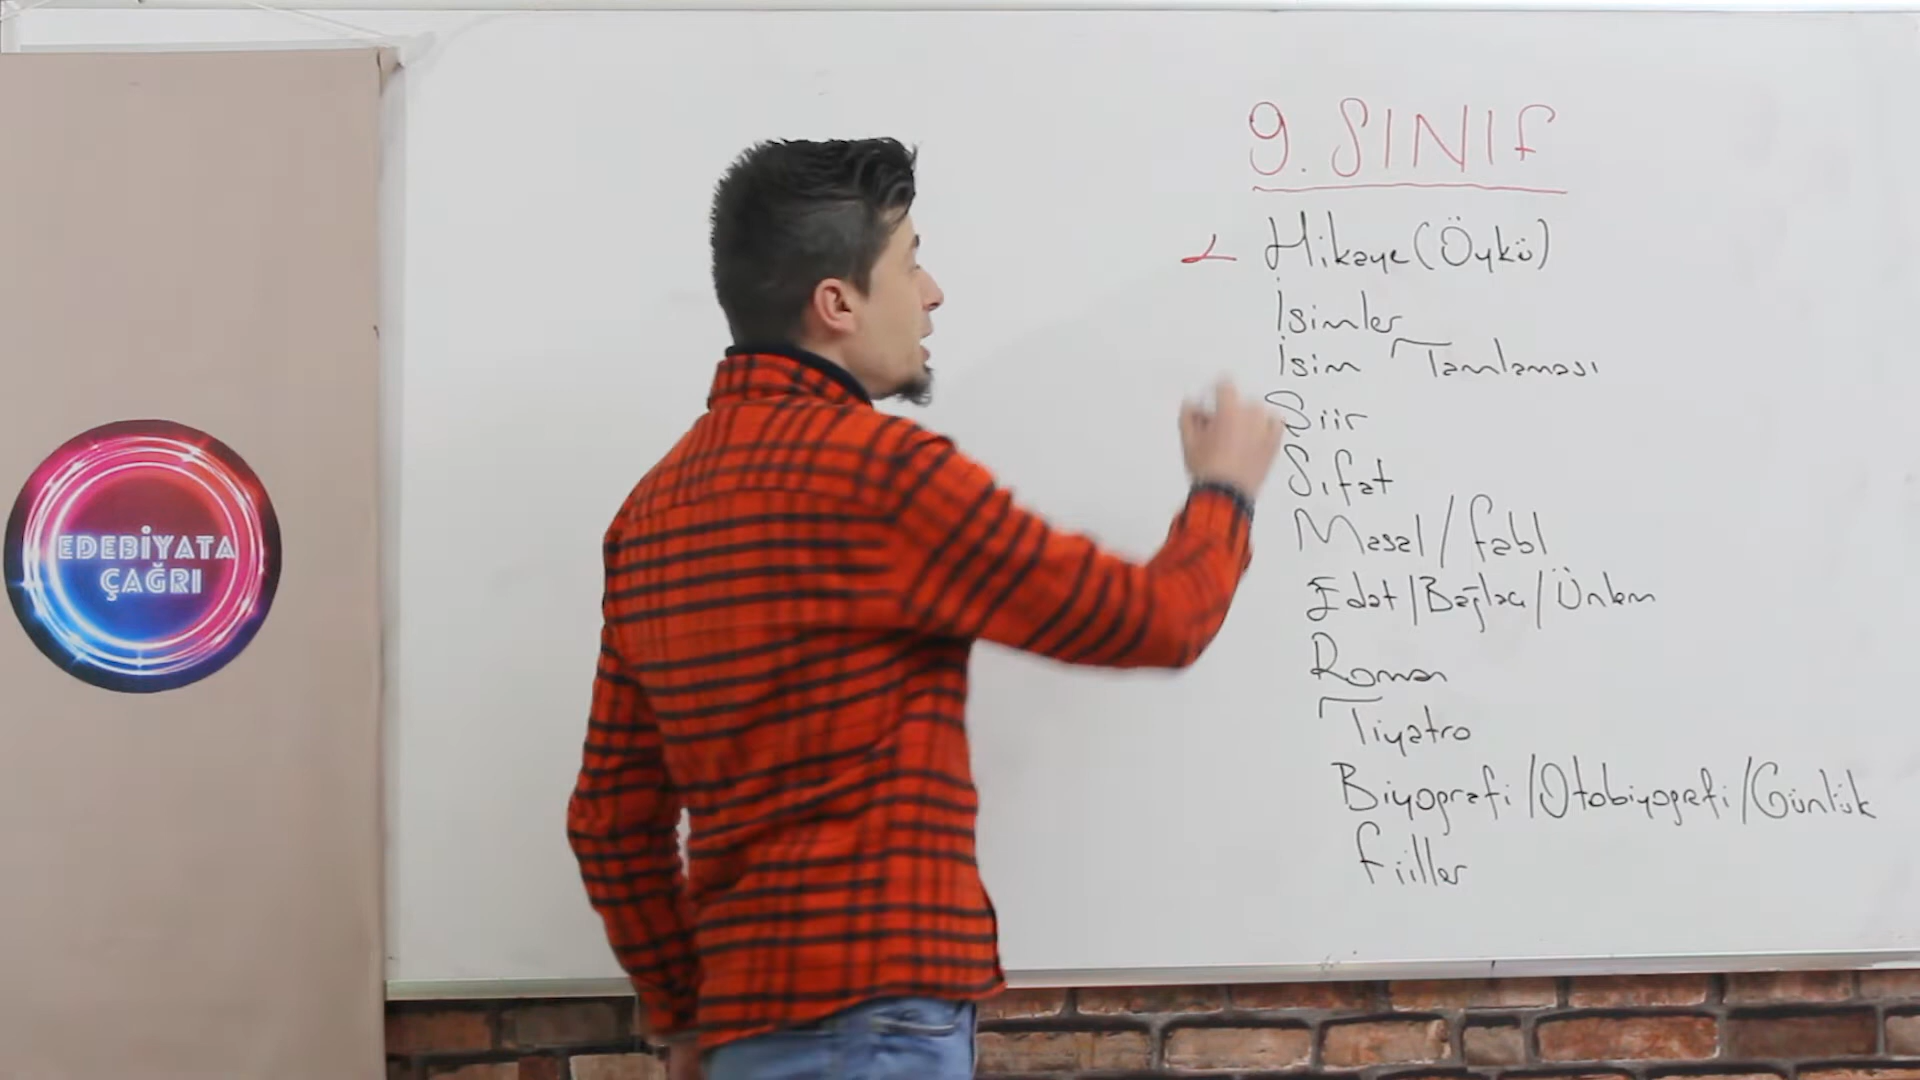 EDEBİYATA
ÇAĞRI
9. SINIF
Hikaye (Öykü)
İsimler
İsim Tamlaması
Şiir
Sıfat
Masal / Fabl
Edat / Bağlaç / Ünlem
Roman
Tiyatro
Biyografi / Otobiyografi / Günlük
Fiiller